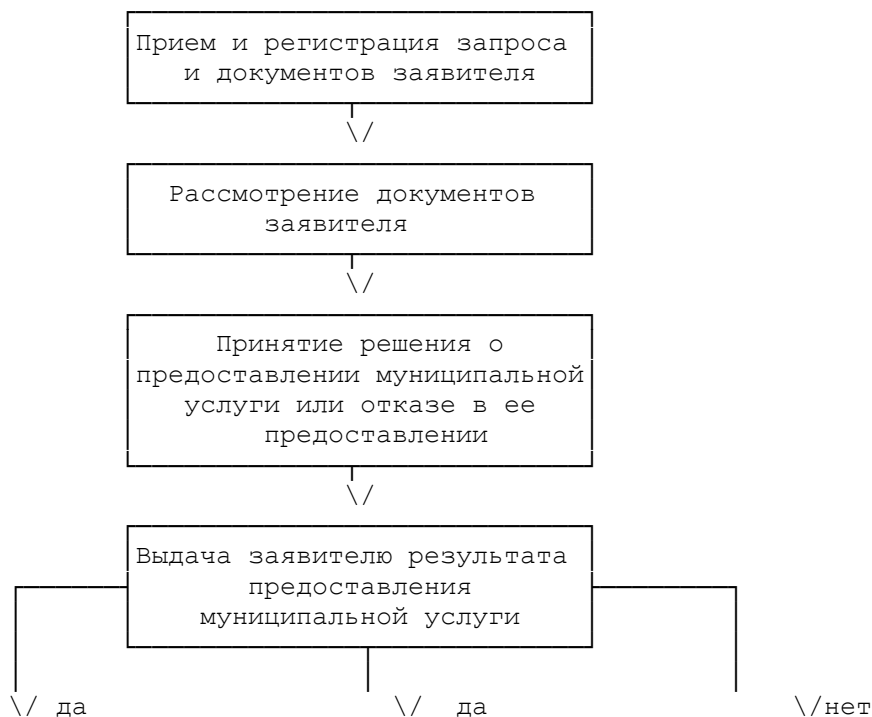 Прием и регистрация запроса
и документов заявителя
\/
Рассмотрение документов
заявителя
\/
Принятие решения о
предоставлении муниципальной
услуги или отказе в ее
предоставлении
\/
Выдача заявителю результата
предоставления
муниципальной услуги
\/ да \/ да \/нет